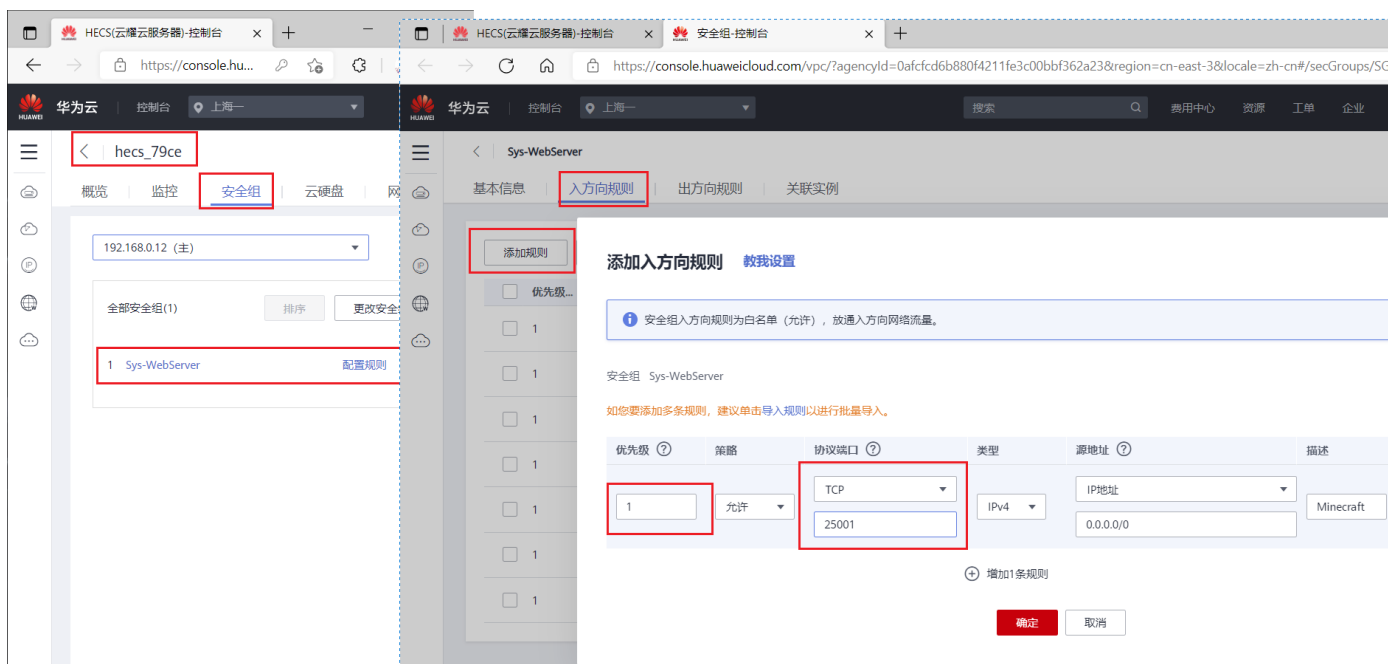 HECS(云耀云服务器)-控制台
https://console.hu...
HUAWEI
华为云
控制台
上海一
hecs_79ce
概览
监控
安全组
云硬盘
网
192.168.0.12（主）
全部安全组(1)
排序
更改安全
1 Sys-WebServer
配置规则
HECS(云耀云服务器)-控制台
安全组-控制台
https://console.huaweicloud.com/vpc/?agencyId=0afcfcd6b880f4211fe3c00bbf362a23&region=cn-east-3&locale=zh-cn#/secGroups/SG
HUAWEI
华为云
控制台
上海一
搜索
费用中心
资源
工单
企业
Sys-WebServer
基本信息
入方向规则
出方向规则
关联实例
添加规则
优先级...
1
1
1
1
1
1
1
添加入方向规则
教我设置
安全组入方向规则为白名单（允许），放通入方向网络流量。
安全组 Sys-WebServer
如您要添加多条规则，建议单击导入规则以进行批量导入。
优先级
策略
协议端口
类型
源地址
描述
1
允许
TCP
25001
IPv4
IP地址
0.0.0.0/0
Minecraft
增加1条规则
确定
取消